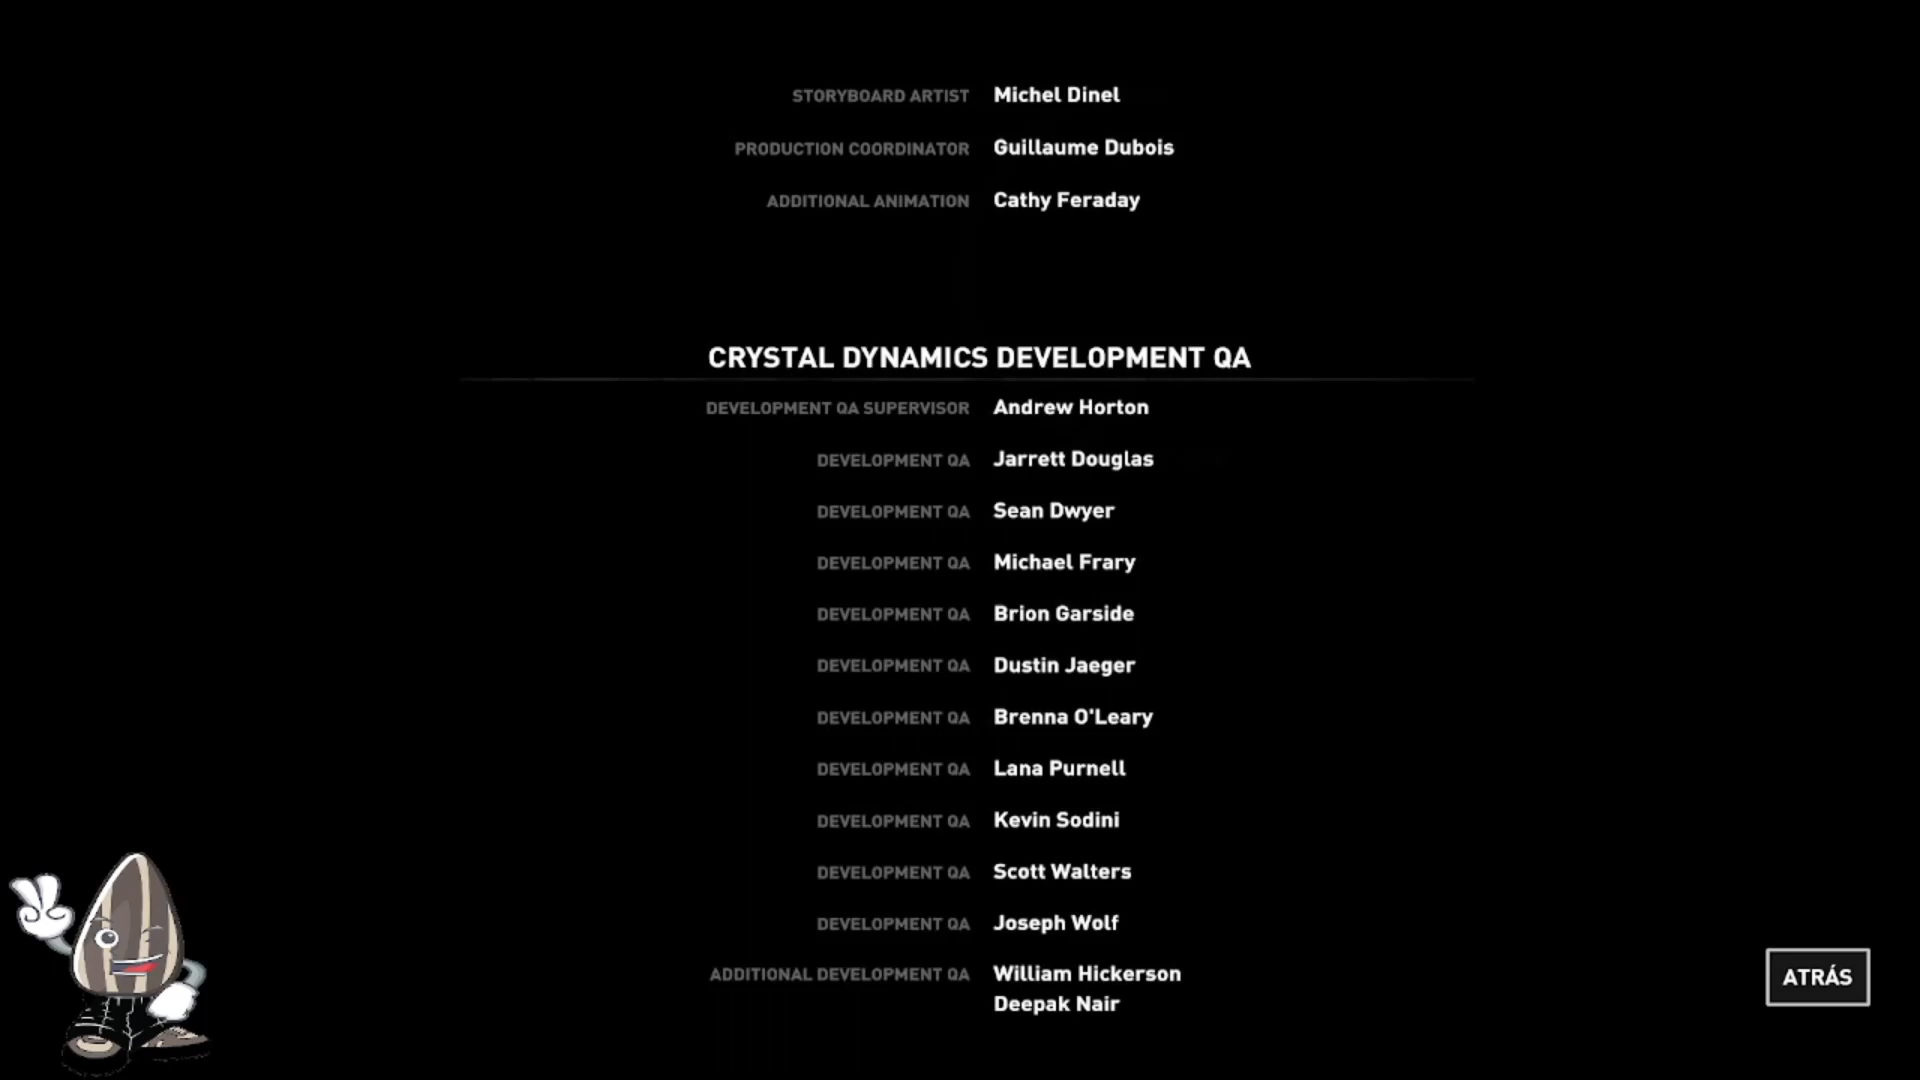 STORYBOARD ARTIST Michel Dinel
PRODUCTION COORDINATOR Guillaume Dubois
ADDITIONAL ANIMATION Cathy Feraday
CRYSTAL DYNAMICS DEVELOPMENT QA
DEVELOPMENT QA SUPERVISOR Andrew Horton
DEVELOPMENT QA Jarrett Douglas
DEVELOPMENT QA Sean Dwyer
DEVELOPMENT QA Michael Frary
DEVELOPMENT QA Brion Garside
DEVELOPMENT QA Dustin Jaeger
DEVELOPMENT QA Brenna O'Leary
DEVELOPMENT QA Lana Purnell
DEVELOPMENT QA Kevin Sodini
DEVELOPMENT QA Scott Walters
DEVELOPMENT QA Joseph Wolf
ADDITIONAL DEVELOPMENT QA William Hickerson
Deepak Nair
ATRÁS